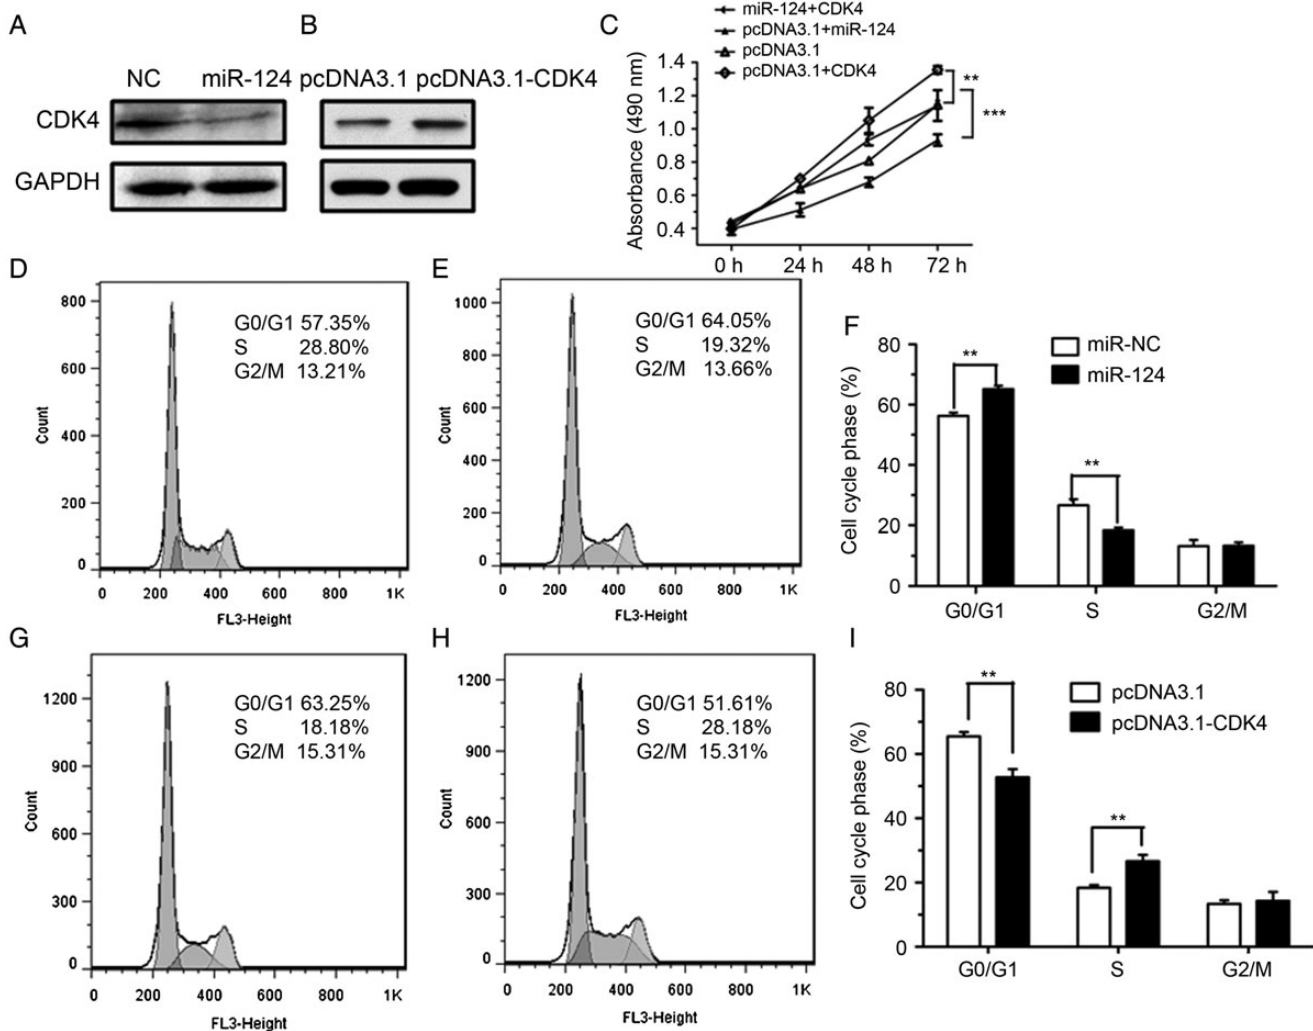 A
NC miR-124
CDK4
GAPDH
B
pcDNA3.1 pcDNA3.1-CDK4
C
miR-124+CDK4
pcDNA3.1+miR-124
pcDNA3.1
pcDNA3.1+CDK4
Absorbance (490 nm)
1.4
1.2
1.0
0.8
0.6
0.4
0 h 24 h 48 h 72 h
**
***
D
G0/G1 57.35%
S 28.80%
G2/M 13.21%
Count
800
600
400
200
0
0 200 400 600 800 1K
FL3-Height
E
G0/G1 64.05%
S 19.32%
G2/M 13.66%
Count
1000
800
600
400
200
0
0 200 400 600 800 1K
FL3-Height
F
miR-NC
miR-124
Cell cycle phase (%)
80
60
40
20
0
**
**
G0/G1 S G2/M
G
G0/G1 63.25%
S 18.18%
G2/M 15.31%
Count
1200
900
600
300
0
0 200 400 600 800 1K
FL3-Height
H
G0/G1 51.61%
S 28.18%
G2/M 15.31%
Count
1200
900
600
300
0
0 200 400 600 800 1K
FL3-Height
I
pcDNA3.1
pcDNA3.1-CDK4
Cell cycle phase (%)
80
60
40
20
0
**
**
G0/G1 S G2/M